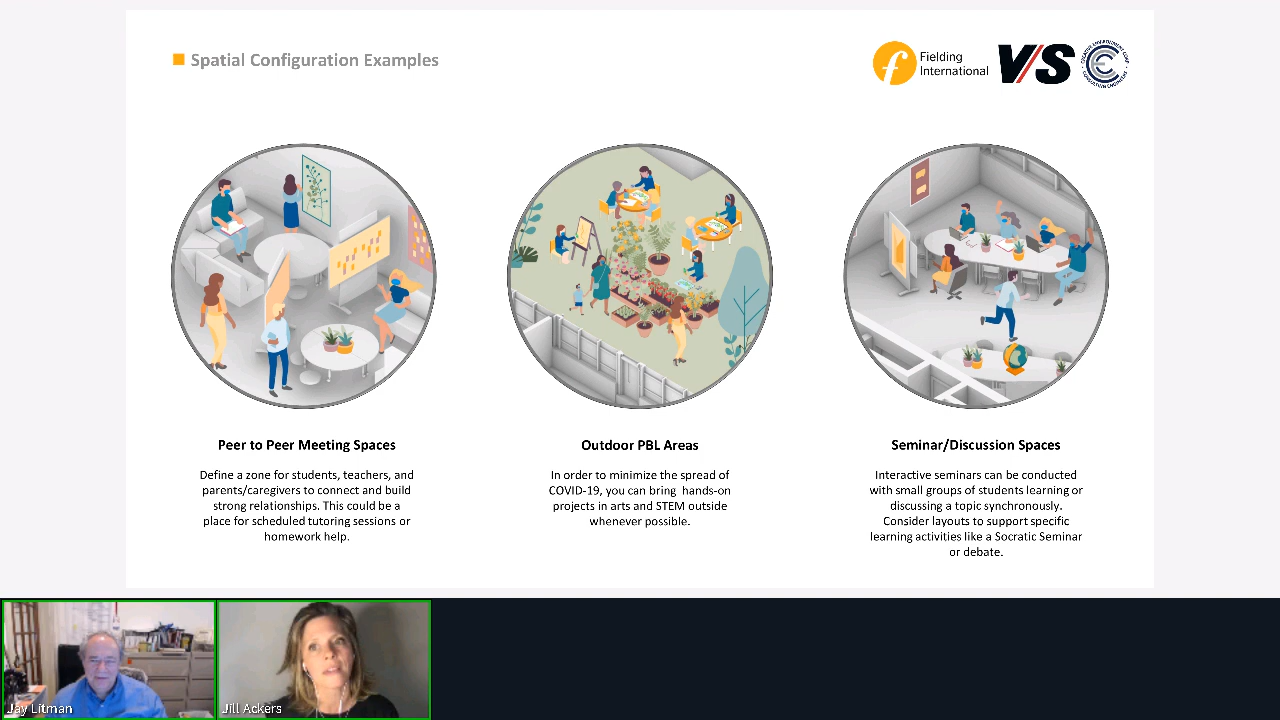 Spatial Configuration Examples
f
Fielding
International
V/S
Peer to Peer Meeting Spaces
Define a zone for students, teachers, and
parents/caregivers to connect and build
strong relationships. This could be a
place for scheduled tutoring sessions or
homework help.
Outdoor PBL Areas
In order to minimize the spread of
COVID-19, you can bring hands-on
projects in arts and STEM outside
whenever possible.
Seminar/Discussion Spaces
Interactive seminars can be conducted
with small groups of students learning or
discussing a topic synchronously.
Consider layouts to support specific
learning activities like a Socratic Seminar
or debate.
Jay Litman
Jill Ackers